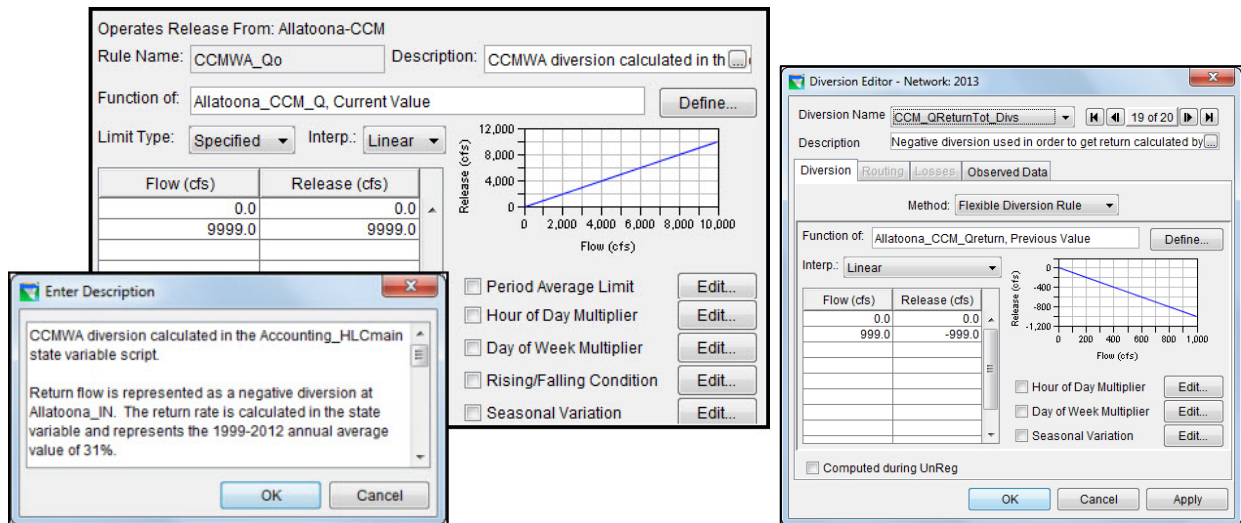 Operates Release From: Allatoona-CCM
Rule Name: CCMWA_Qo Description: CCMWA diversion calculated in th ...
Function of: Allatoona_CCM_Q, Current Value Define...
Limit Type: Specified Interp.: Linear
Flow (cfs) Release (cfs)
0.0 0.0
9999.0 9999.0
Release (cfs)
12,000
8,000
4,000
0
0 2,000 4,000 6,000 8,000 10,000
Flow (cfs)
Period Average Limit Edit...
Hour of Day Multiplier Edit...
Day of Week Multiplier Edit...
Rising/Falling Condition Edit...
Seasonal Variation Edit...
Enter Description
CCMWA diversion calculated in the Accounting_HLCmain
state variable script.
Return flow is represented as a negative diversion at
Allatoona_IN. The return rate is calculated in the state
variable and represents the 1999-2012 annual average
value of 31%.
OK Cancel
Diversion Editor - Network: 2013
Diversion Name CCM_QReturnTot_Divs 19 of 20
Description Negative diversion used in order to get return calculated by ...
Diversion Routing Losses Observed Data
Method: Flexible Diversion Rule
Function of: Allatoona_CCM_Qreturn, Previous Value Define...
Interp.: Linear
Flow (cfs) Release (cfs)
0.0 0.0
999.0 -999.0
Release (cfs)
0
-400
-800
-1,200
0 200 400 600 800 1,000
Flow (cfs)
Hour of Day Multiplier Edit...
Day of Week Multiplier Edit...
Seasonal Variation Edit...
Computed during UnReg
OK Cancel Apply